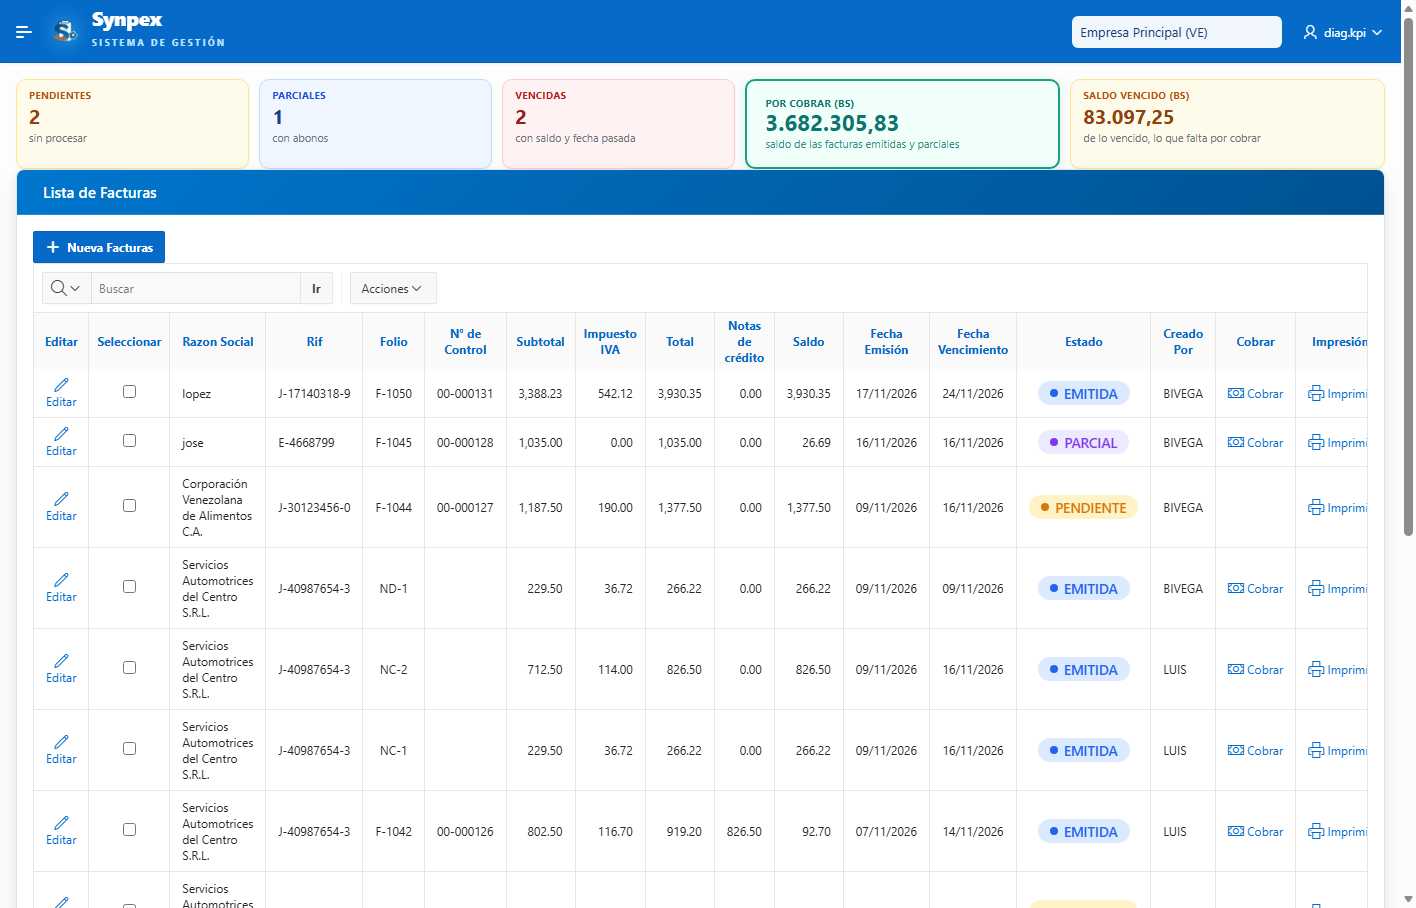 Synpex
SISTEMA DE GESTIÓN
Empresa Principal (VE)
diag.kpi
PENDIENTES
2
sin procesar
PARCIALES
1
con abonos
VENCIDAS
2
con saldo y fecha pasada
POR COBRAR (BS)
3.682.305,83
saldo de las facturas emitidas y parciales
SALDO VENCIDO (BS)
83.097,25
de lo vencido, lo que falta por cobrar
Lista de Facturas
Nueva Facturas
Buscar
Ir
Acciones
Editar Seleccionar Razon Social Rif Folio N° de Control Subtotal Impuesto IVA Total Notas de crédito Saldo Fecha Emisión Fecha Vencimiento Estado Creado Por Cobrar Impresión
Editar lopez J-17140318-9 F-1050 00-000131 3,388.23 542.12 3,930.35 0.00 3,930.35 17/11/2026 24/11/2026 EMITIDA BIVEGA Cobrar Imprimi
Editar jose E-4668799 F-1045 00-000128 1,035.00 0.00 1,035.00 0.00 26.69 16/11/2026 16/11/2026 PARCIAL BIVEGA Cobrar Imprimi
Editar Corporación Venezolana de Alimentos C.A. J-30123456-0 F-1044 00-000127 1,187.50 190.00 1,377.50 0.00 1,377.50 09/11/2026 16/11/2026 PENDIENTE BIVEGA Imprimi
Editar Servicios Automotrices del Centro S.R.L. J-40987654-3 ND-1 229.50 36.72 266.22 0.00 266.22 09/11/2026 09/11/2026 EMITIDA BIVEGA Cobrar Imprimi
Editar Servicios Automotrices del Centro S.R.L. J-40987654-3 NC-2 712.50 114.00 826.50 0.00 826.50 09/11/2026 16/11/2026 EMITIDA LUIS Cobrar Imprimi
Editar Servicios Automotrices del Centro S.R.L. J-40987654-3 NC-1 229.50 36.72 266.22 0.00 266.22 09/11/2026 16/11/2026 EMITIDA LUIS Cobrar Imprimi
Editar Servicios Automotrices del Centro S.R.L. J-40987654-3 F-1042 00-000126 802.50 116.70 919.20 826.50 92.70 07/11/2026 14/11/2026 EMITIDA LUIS Cobrar Imprimi
Servicios
Automotrices